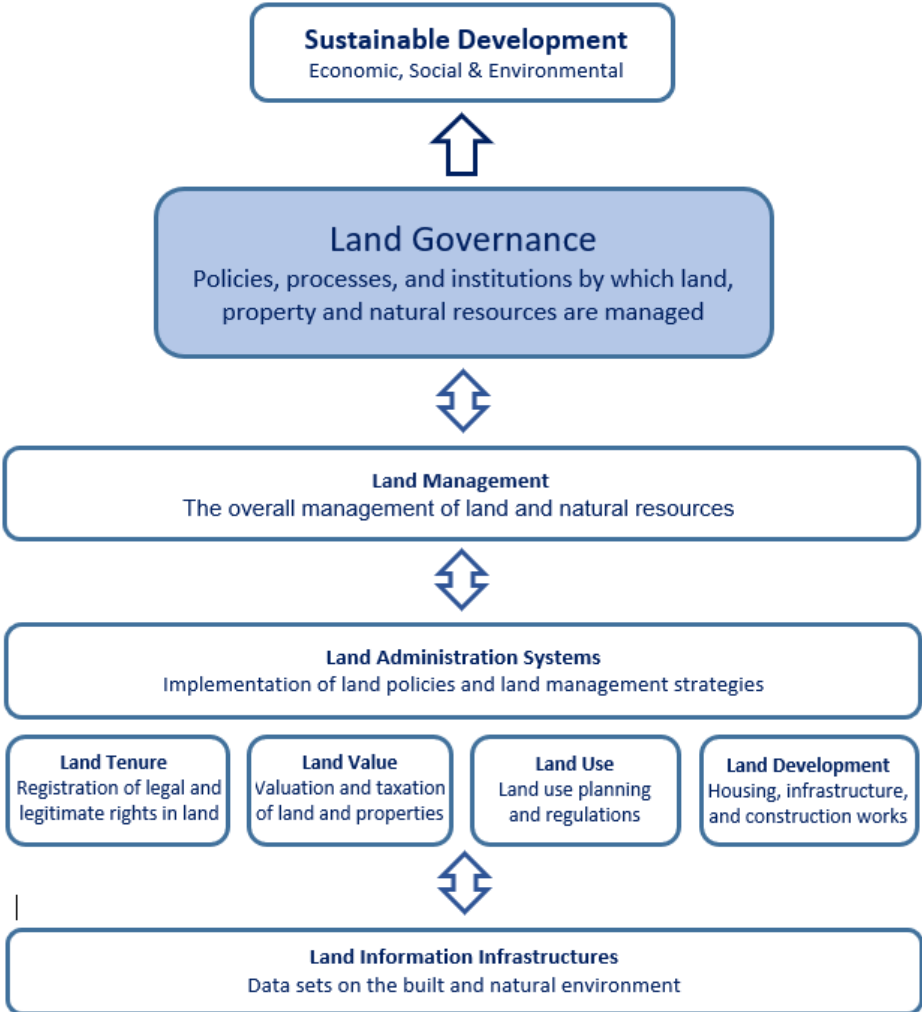 Sustainable Development
Economic, Social & Environmental
Land Governance
Policies, processes, and institutions by which land,
property and natural resources are managed
Land Management
The overall management of land and natural resources
Land Administration Systems
Implementation of land policies and land management strategies
Land Tenure
Registration of legal and
legitimate rights in land
Land Value
Valuation and taxation
of land and properties
Land Use
Land use planning
and regulations
Land Development
Housing, infrastructure,
and construction works
Land Information Infrastructures
Data sets on the built and natural environment